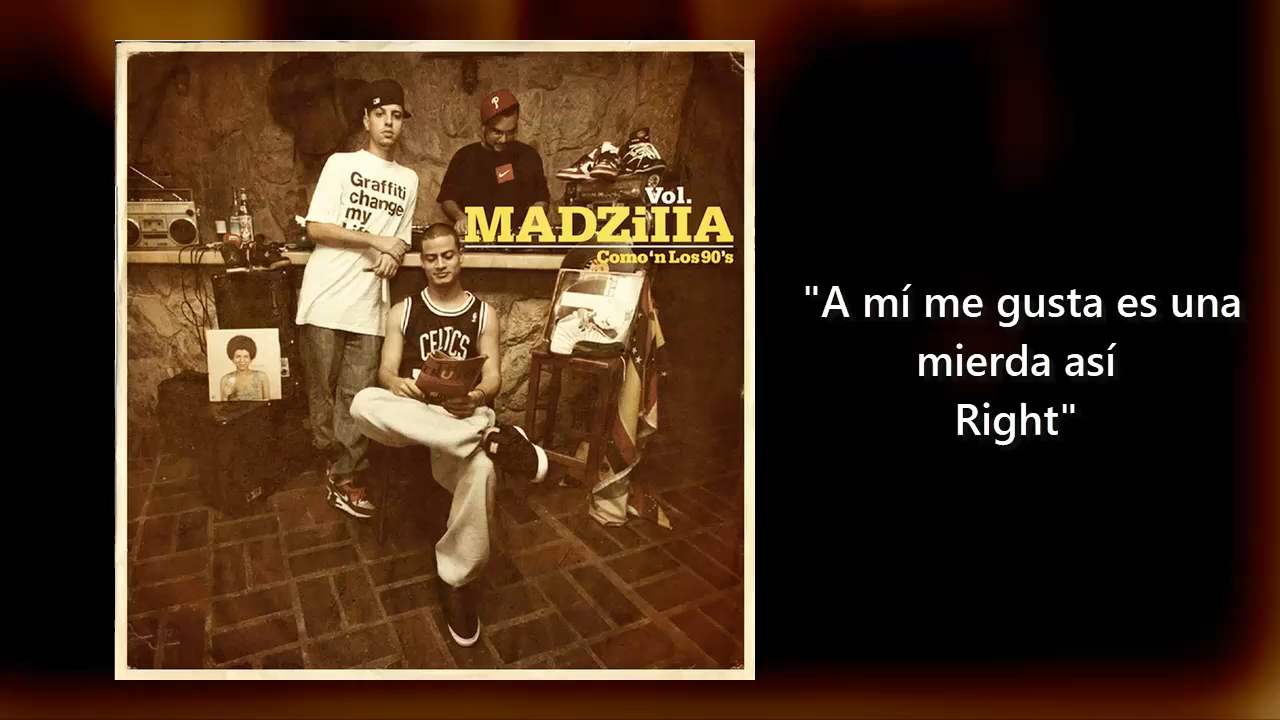 Graffiti
change
my
P
Vol.
MADZiIIA
Como 'n Los 90's
CELTICS
"A mí me gusta es una
mierda así
Right"